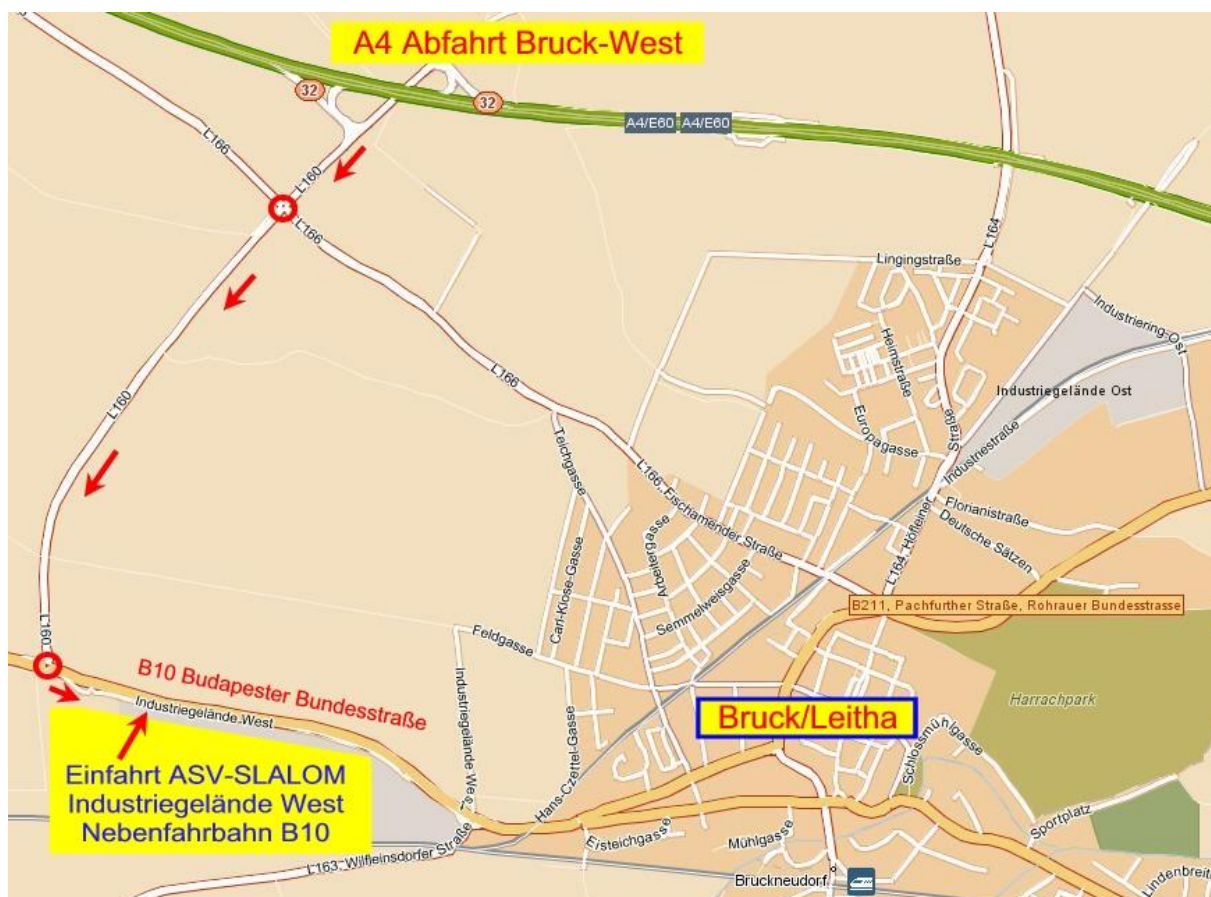 A4 Abfahrt Bruck-West
32
32
A4/E60
A4/E60
L166
L160
L166
L164
Lingingstraße
Industriering-Ost
L166
Heimstraße
Industriegelände Ost
L160
Europagasse
Straße
Industriestraße
Teichgasse
L166, Fischamender Straße
Florianistraße
Deutsche Sätzen
L164, Höfleiner
Arbeitergasse
Carl-Klose-Gasse
Semmelweisgasse
B211, Pachfurther Straße, Rohrauer Bundesstrasse
L160
Feldgasse
B10 Budapester Bundesstraße
Industriegelände West
Industriegelände Wes
Harrachpark
Bruck/Leitha
Schlossmühlgasse
Hans-Czettel-Gasse
Einfahrt ASV-SLALOM
Industriegelände West
Nebenfahrbahn B10
Eisteichgasse
Mühlgasse
Sportplatz
L163, Wilfleinsdorfer Straße
Bruckneudorf
Lindenbreit